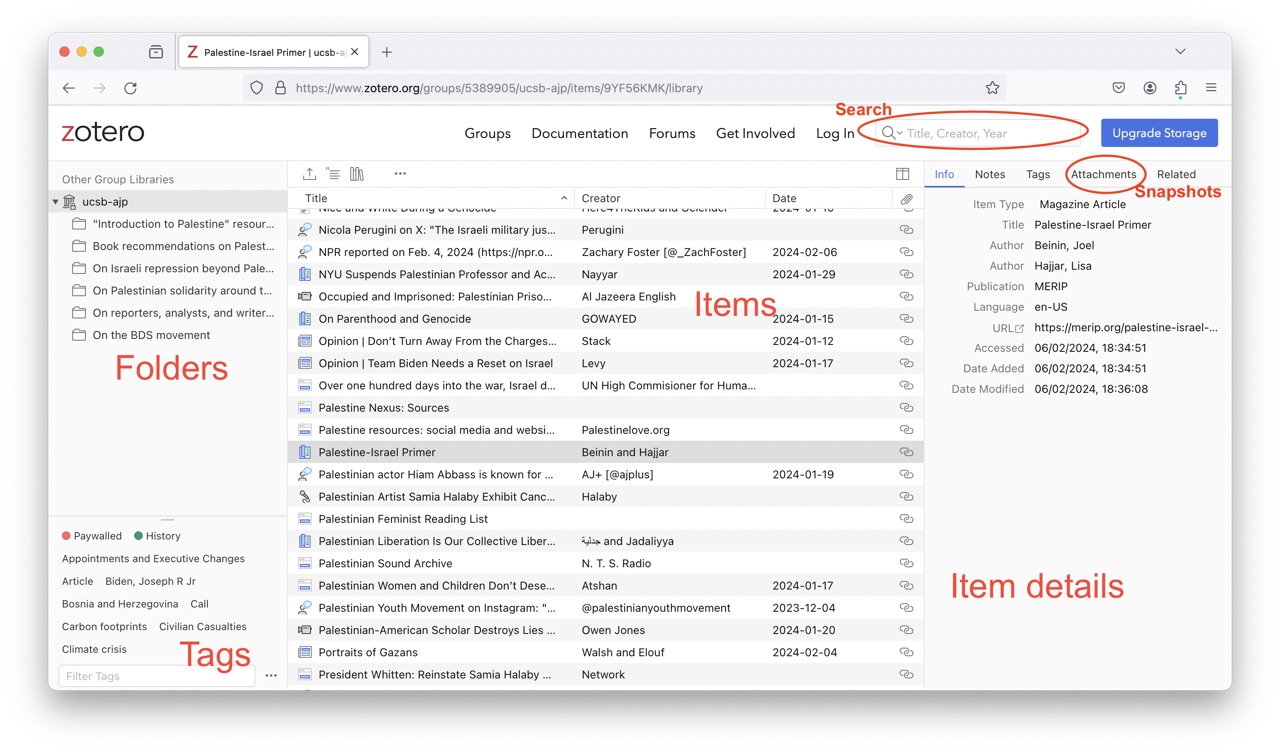 Palestine-Israel Primer | ucsb-aj
https://www.zotero.org/groups/5389905/ucsb-ajp/items/9YF56KMK/library
Search
zotero
Groups Documentation Forums Get Involved Log In Title, Creator, Year Upgrade Storage
Other Group Libraries
ucsb-ajp
"Introduction to Palestine" resour...
Book recommendations on Palest...
On Israeli repression beyond Pale...
On Palestinian solidarity around t...
On reporters, analysts, and writer...
On the BDS movement
Folders
Paywalled History
Appointments and Executive Changes
Article Biden, Joseph R Jr
Bosnia and Herzegovina Call
Carbon footprints Civilian Casualties
Climate crisis
Tags
Filter Tags
Title Creator Date
Nice and White During a Genocide
Nicola Perugini on X: "The Israeli military jus... Perugini
NPR reported on Feb. 4, 2024 (https://npr.o... Zachary Foster [@_ZachFoster] 2024-02-06
NYU Suspends Palestinian Professor and Ac... Nayyar 2024-01-29
Occupied and Imprisoned: Palestinian Priso... Al Jazeera English
Items
On Parenthood and Genocide GOWAYED 2024-01-15
Opinion | Don't Turn Away From the Charges... Stack 2024-01-12
Opinion | Team Biden Needs a Reset on Israel Levy 2024-01-17
Over one hundred days into the war, Israel d... UN High Commisioner for Huma...
Palestine Nexus: Sources
Palestine resources: social media and websi... Palestinelove.org
Palestine-Israel Primer Beinin and Hajjar
Palestinian actor Hiam Abbass is known for ... AJ+ [@ajplus] 2024-01-19
Palestinian Artist Samia Halaby Exhibit Canc... Halaby
Palestinian Feminist Reading List
Palestinian Liberation Is Our Collective Liber... جدلية and Jadaliyya
Palestinian Sound Archive N. T. S. Radio
Palestinian Women and Children Don't Dese... Atshan 2024-01-17
Palestinian Youth Movement on Instagram: "... @palestinianyouthmovement 2023-12-04
Palestinian-American Scholar Destroys Lies ... Owen Jones 2024-01-20
Portraits of Gazans Walsh and Elouf 2024-02-04
President Whitten: Reinstate Samia Halaby ... Network
Info Notes Tags Attachments Related
Snapshots
Item Type Magazine Article
Title Palestine-Israel Primer
Author Beinin, Joel
Author Hajjar, Lisa
Publication MERIP
Language en-US
URL https://merip.org/palestine-israel-...
Accessed 06/02/2024, 18:34:51
Date Added 06/02/2024, 18:34:51
Date Modified 06/02/2024, 18:36:08
Item details